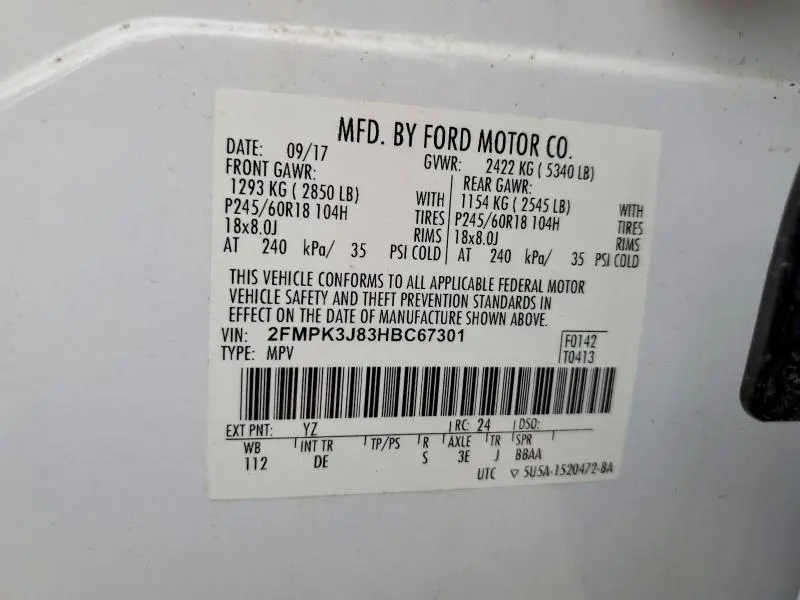 MFD. BY FORD MOTOR CO.
DATE: 09/17 GVWR: 2422 KG ( 5340 LB)
FRONT GAWR: REAR GAWR:
1293 KG ( 2850 LB) WITH 1154 KG ( 2545 LB) WITH
P245/60R18 104H TIRES P245/60R18 104H TIRES
18x8.0J RIMS 18x8.0J RIMS
AT 240 kPa/ 35 PSI COLD AT 240 kPa/ 35 PSI COLD
THIS VEHICLE CONFORMS TO ALL APPLICABLE FEDERAL MOTOR
VEHICLE SAFETY AND THEFT PREVENTION STANDARDS IN
EFFECT ON THE DATE OF MANUFACTURE SHOWN ABOVE.
VIN: 2FMPK3J83HBC67301 F0142
TYPE: MPV T0413
EXT PNT: YZ RC: 24 DSO:
WB INT TR TP/PS R AXLE TR SPR
112 DE S 3E J BBAA
UTC ▽ 5U5A-1520472-BA